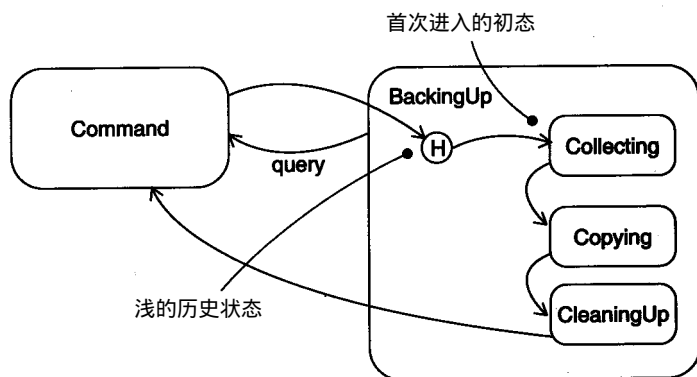 首次进入的初态
BackingUp
Command
H
Collecting
query
Copying
浅的历史状态
CleaningUp